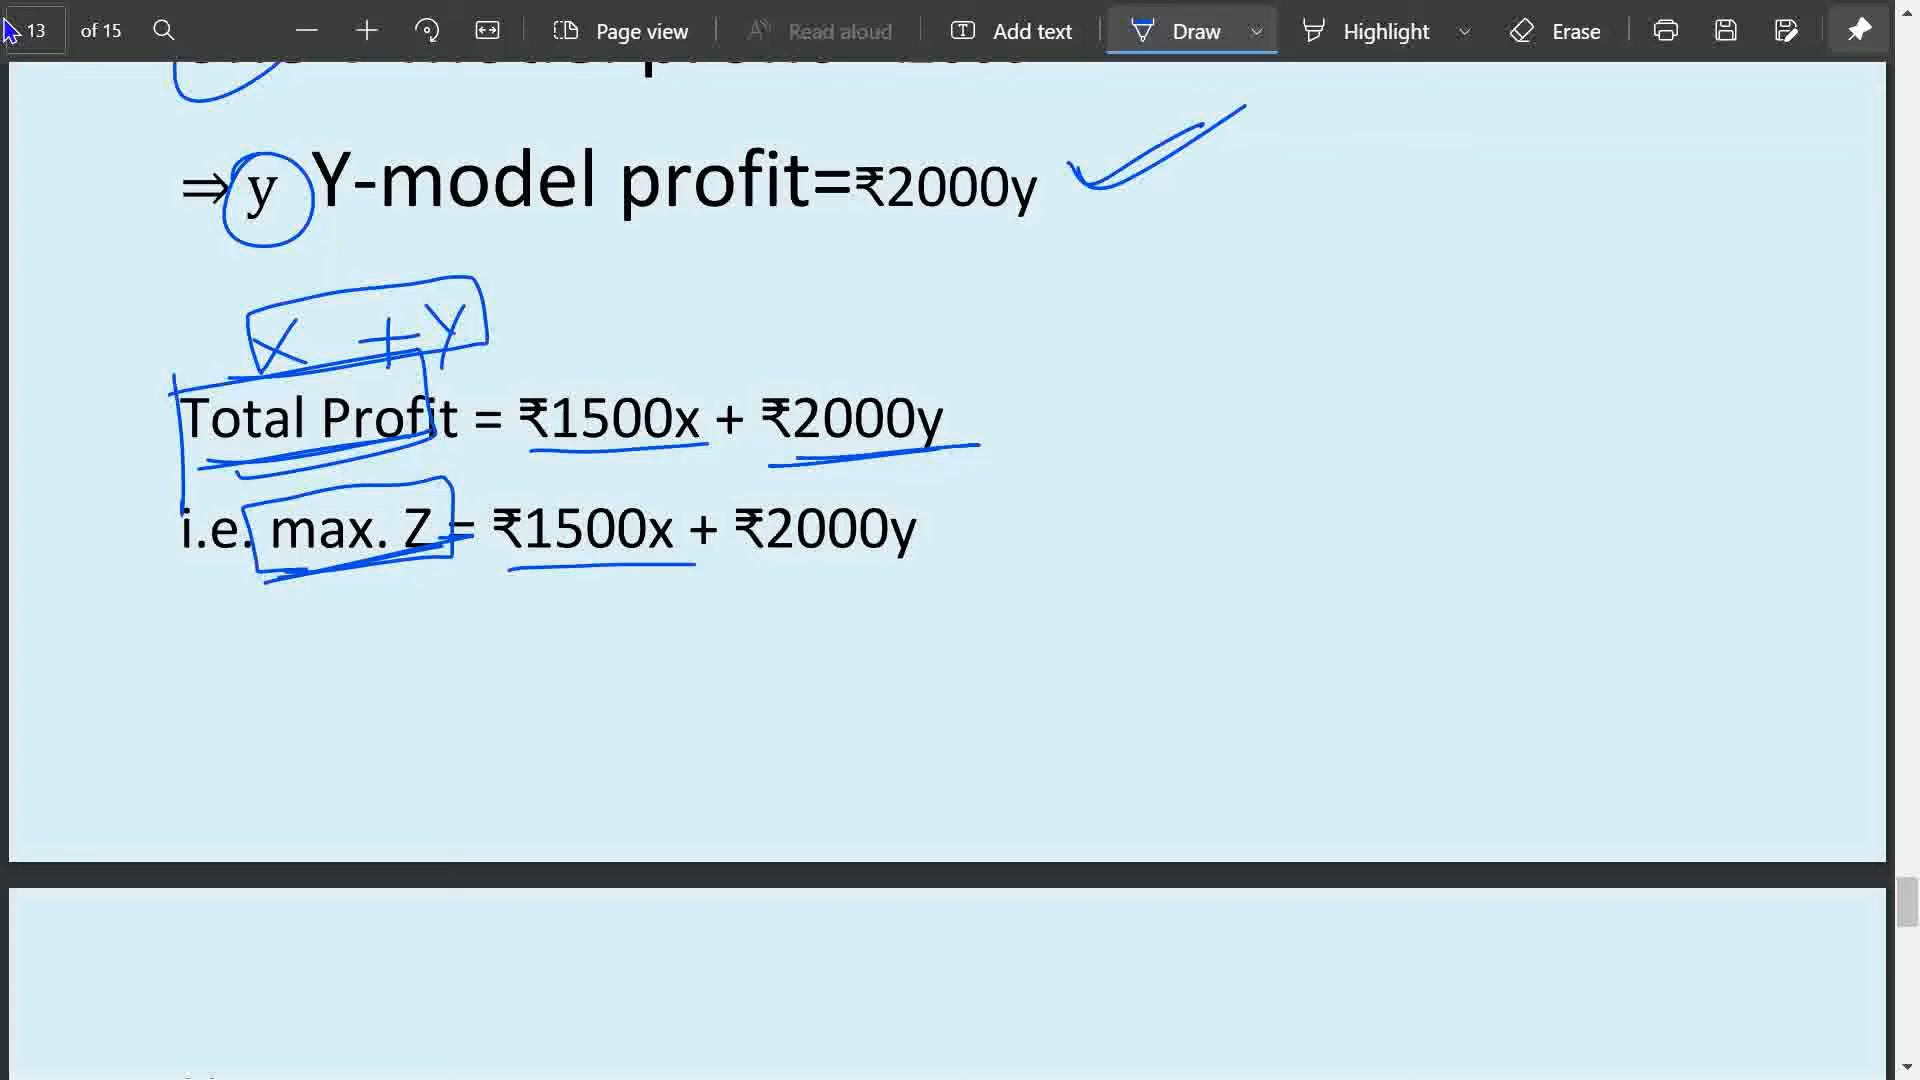 13 of 15 Page view Read aloud Add text Draw Highlight Erase
⇒ y Y-model profit=₹2000y
X + Y
Total Profit = ₹1500x + ₹2000y
i.e. max. Z = ₹1500x + ₹2000y